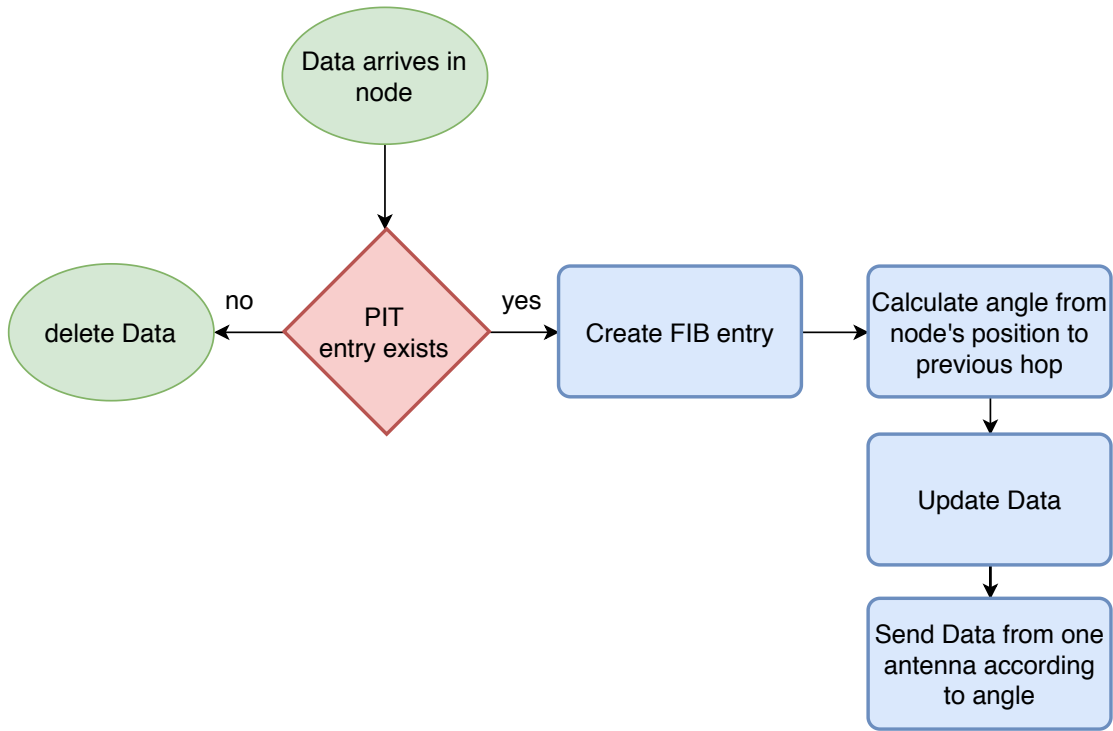 Data arrives in
node
no
yes
delete Data
PIT
entry exists
Create FIB entry
Calculate angle from
node's position to
previous hop
Update Data
Send Data from one
antenna according
to angle